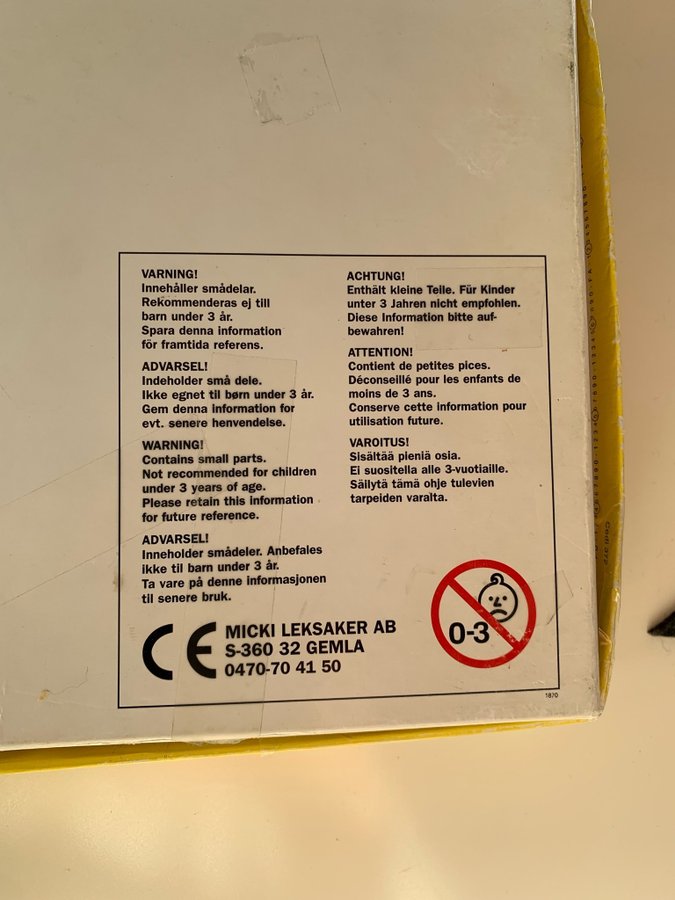 VARNING!
Innehåller smådelar.
Rekommenderas ej till
barn under 3 år.
Spara denna information
för framtida referens.
ADVARSEL!
Indeholder små dele.
Ikke egnet til børn under 3 år.
Gem denna information for
evt. senere henvendelse.
WARNING!
Contains small parts.
Not recommended for children
under 3 years of age.
Please retain this information
for future reference.
ADVARSEL!
Inneholder smådeler. Anbefales
ikke til barn under 3 år.
Ta vare på denne informasjonen
til senere bruk.
ACHTUNG!
Enthält kleine Teile. Für Kinder
unter 3 Jahren nicht empfohlen.
Diese Information bitte auf-
bewahren!
ATTENTION!
Contient de petites pices.
Déconseillé pour les enfants de
moins de 3 ans.
Conserve cette information pour
utilisation future.
VAROITUS!
Sisältää pieniä osia.
Ei suositella alle 3-vuotiaille.
Säilytä tämä ohje tulevien
tarpeiden varalta.
CE
MICKI LEKSAKER AB
S-360 32 GEMLA
0470-70 41 50
0-3
1870